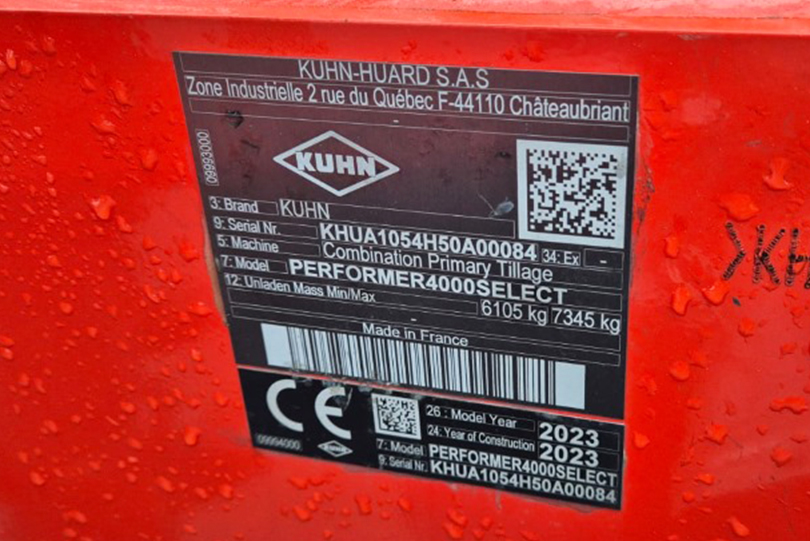 KUHN-HUARD S.A.S
Zone Industrielle 2 rue du Québec F-44110 Châteaubriant
09993000
KUHN
3: Brand KUHN
9: Serial Nr. KHUA1054H50A00084 34: Ex -
5: Machine Combination Primary Tillage
7: Model PERFORMER4000SELECT
12: Unladen Mass Min/Max 6105 kg 7345 kg
Made in France
CE
26 : Model Year 2023
24: Year of Construction 2023
09994000
KUHN
7: Model PERFORMER4000SELECT
9: Serial Nr. KHUA1054H50A00084